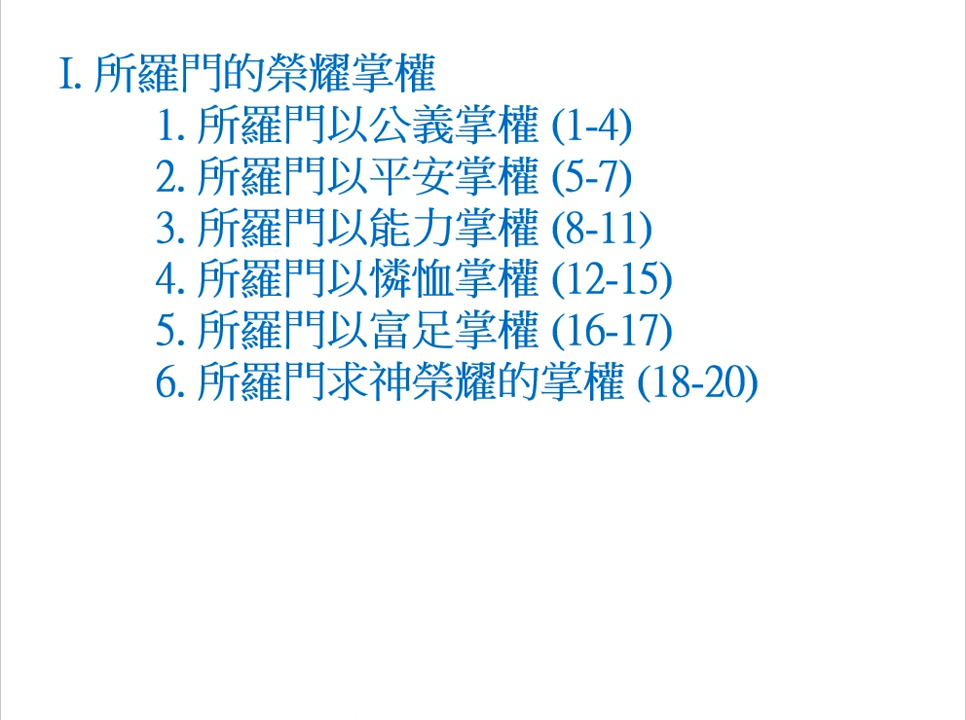 I. 所羅門的榮耀掌權
1. 所羅門以公義掌權 (1-4)
2. 所羅門以平安掌權 (5-7)
3. 所羅門以能力掌權 (8-11)
4. 所羅門以憐恤掌權 (12-15)
5. 所羅門以富足掌權 (16-17)
6. 所羅門求神榮耀的掌權 (18-20)